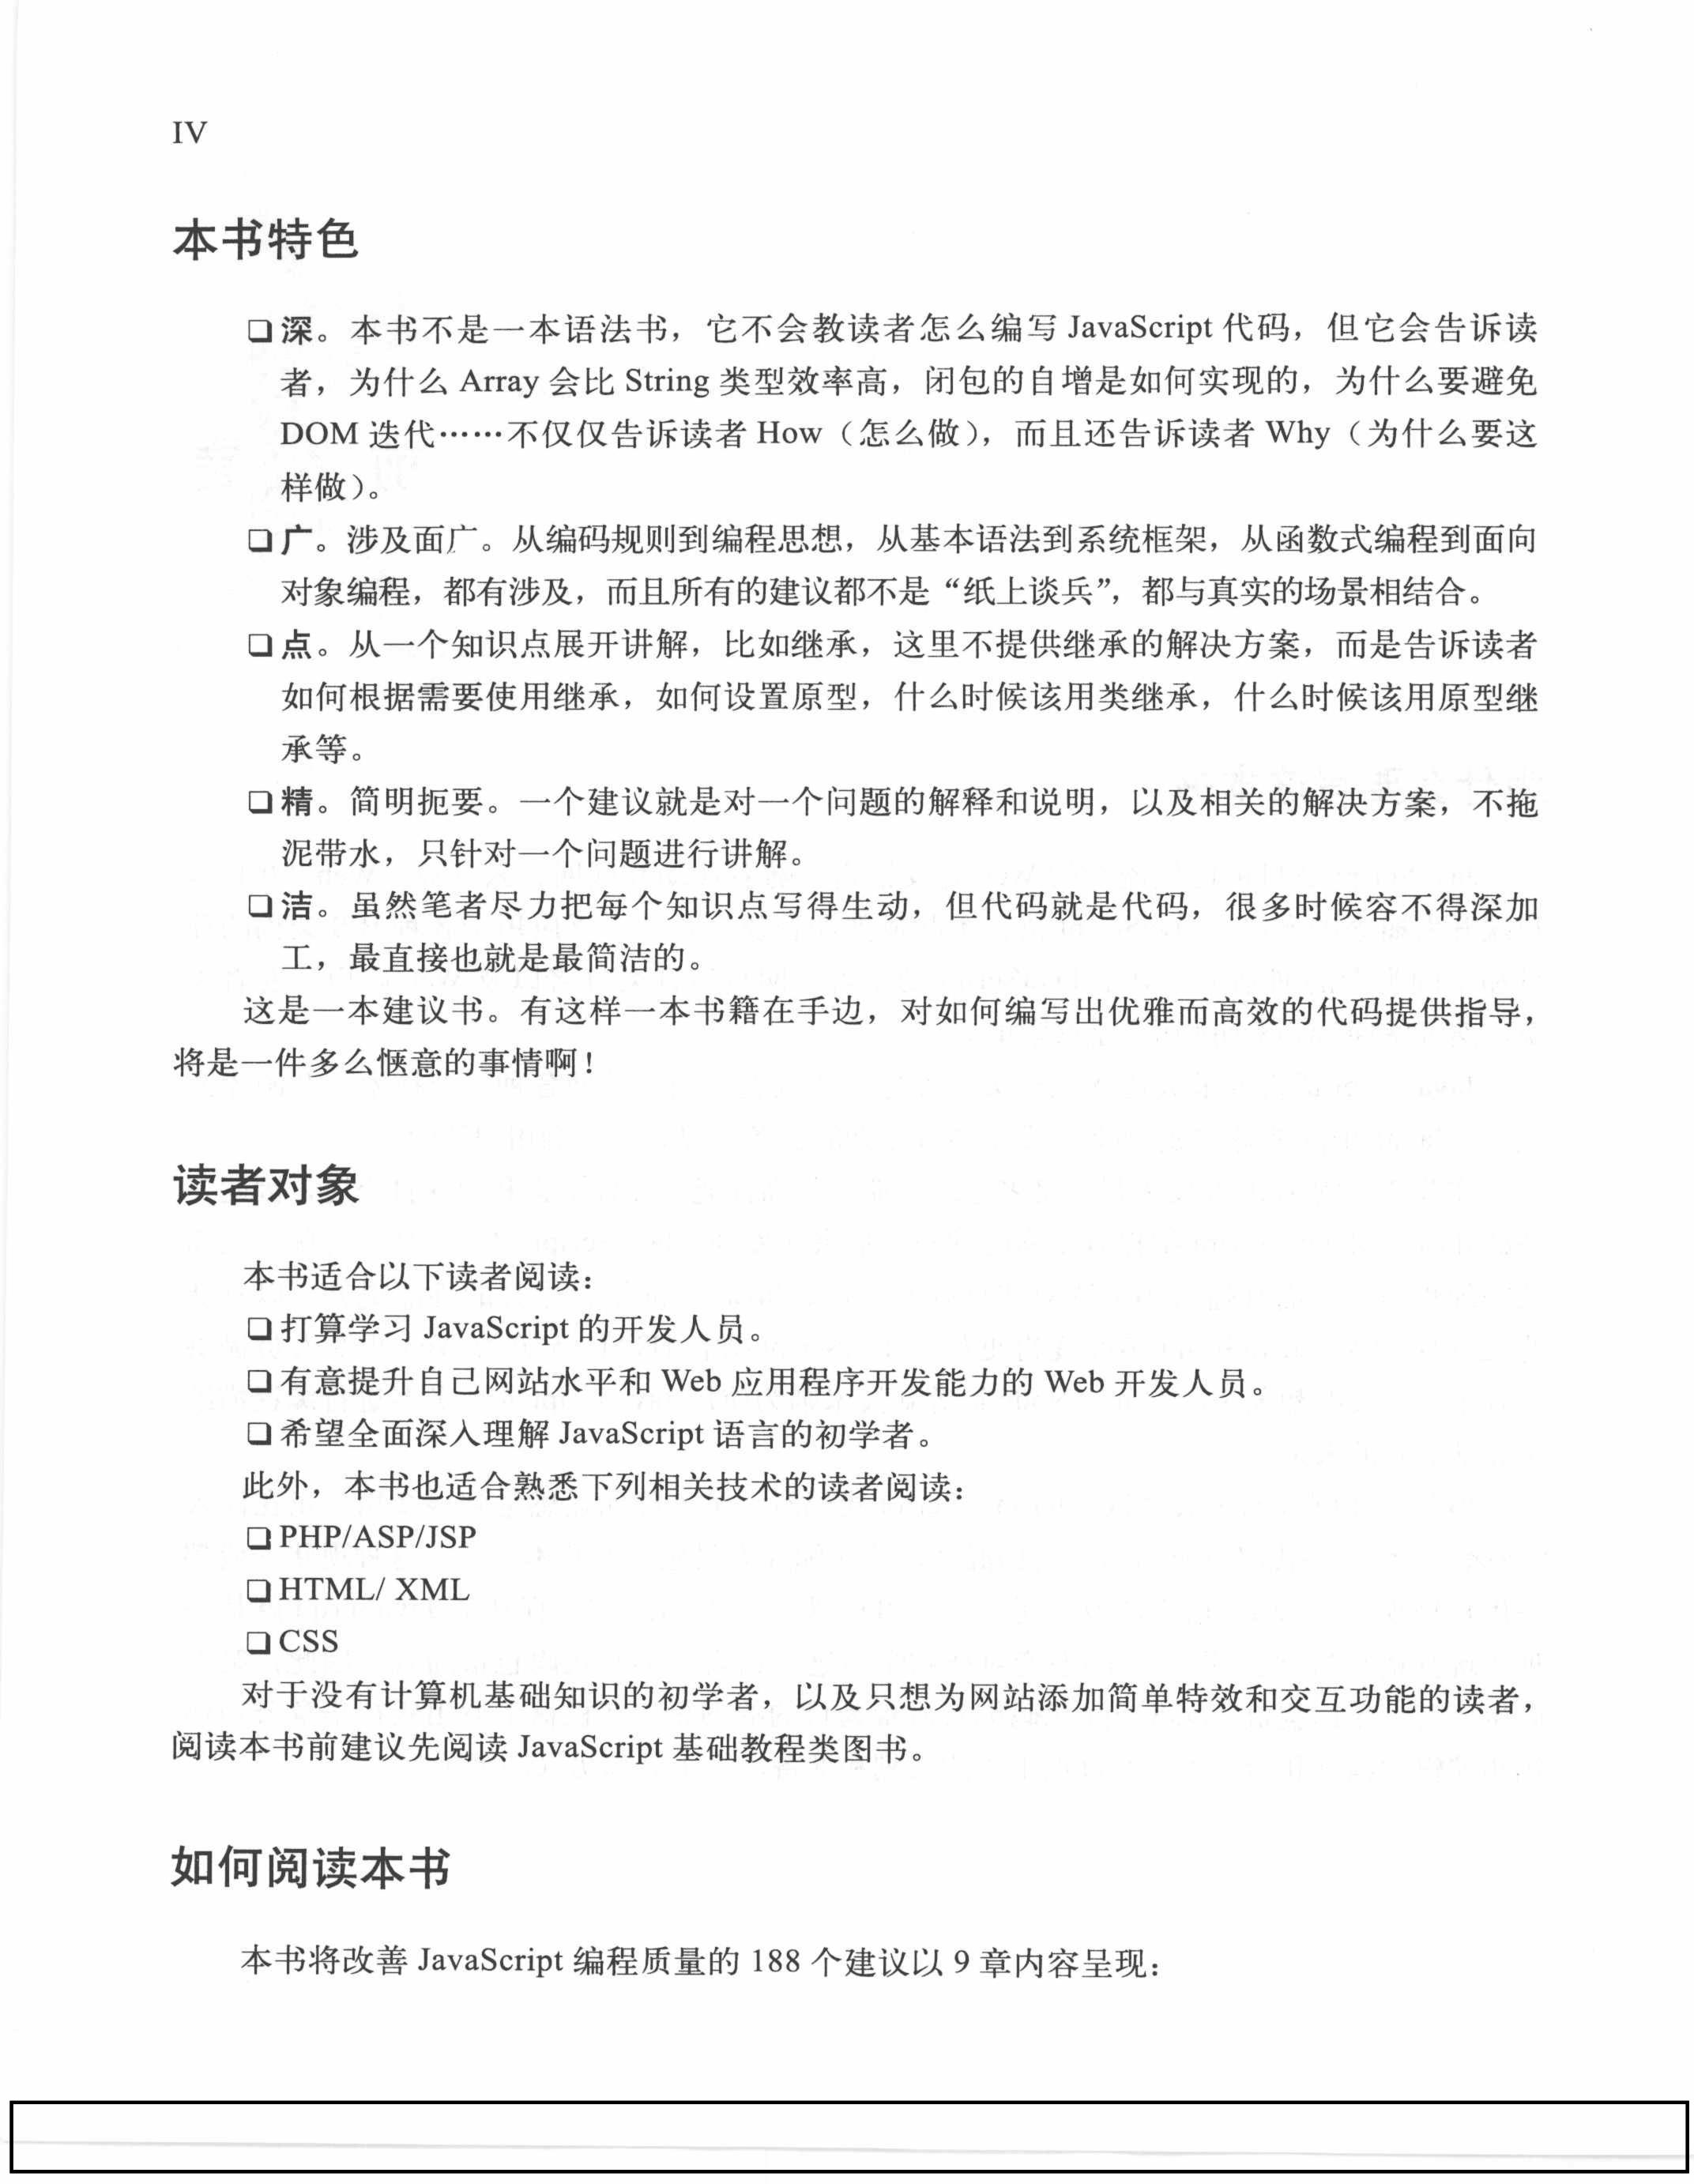 IV
本书特色
❑深。本书不是一本语法书，它不会教读者怎么编写 JavaScript 代码，但它会告诉读
者，为什么 Array 会比 String 类型效率高，闭包的自增是如何实现的，为什么要避免
DOM 迭代……不仅仅告诉读者 How（怎么做），而且还告诉读者 Why（为什么要这
样做）。
❑广。涉及面广。从编码规则到编程思想，从基本语法到系统框架，从函数式编程到面向
对象编程，都有涉及，而且所有的建议都不是“纸上谈兵”，都与真实的场景相结合。
❑点。从一个知识点展开讲解，比如继承，这里不提供继承的解决方案，而是告诉读者
如何根据需要使用继承，如何设置原型，什么时候该用类继承，什么时候该用原型继
承等。
❑精。简明扼要。一个建议就是对一个问题的解释和说明，以及相关的解决方案，不拖
泥带水，只针对一个问题进行讲解。
❑洁。虽然笔者尽力把每个知识点写得生动，但代码就是代码，很多时候容不得深加
工，最直接也就是最简洁的。
这是一本建议书。有这样一本书籍在手边，对如何编写出优雅而高效的代码提供指导，
将是一件多么惬意的事情啊！
读者对象
本书适合以下读者阅读：
❑打算学习 JavaScript 的开发人员。
❑有意提升自己网站水平和 Web 应用程序开发能力的 Web 开发人员。
❑希望全面深入理解 JavaScript 语言的初学者。
此外，本书也适合熟悉下列相关技术的读者阅读：
❑PHP/ASP/JSP
❑HTML/ XML
❑CSS
对于没有计算机基础知识的初学者，以及只想为网站添加简单特效和交互功能的读者，
阅读本书前建议先阅读 JavaScript 基础教程类图书。
如何阅读本书
本书将改善 JavaScript 编程质量的 188 个建议以 9 章内容呈现：